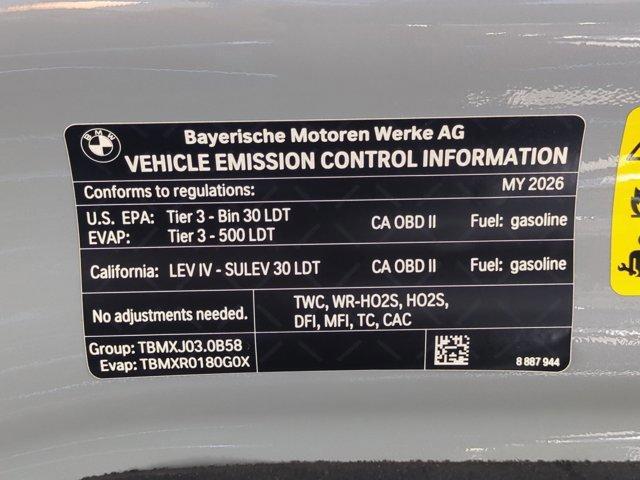 BMW
Bayerische Motoren Werke AG
VEHICLE EMISSION CONTROL INFORMATION
Conforms to regulations: MY 2026
U.S. EPA: Tier 3 - Bin 30 LDT CA OBD II Fuel: gasoline
EVAP: Tier 3 - 500 LDT
California: LEV IV - SULEV 30 LDT CA OBD II Fuel: gasoline
No adjustments needed.
TWC, WR-HO2S, HO2S,
DFI, MFI, TC, CAC
Group: TBMXJ03.0B58
Evap: TBMXR0180G0X
8 887 944